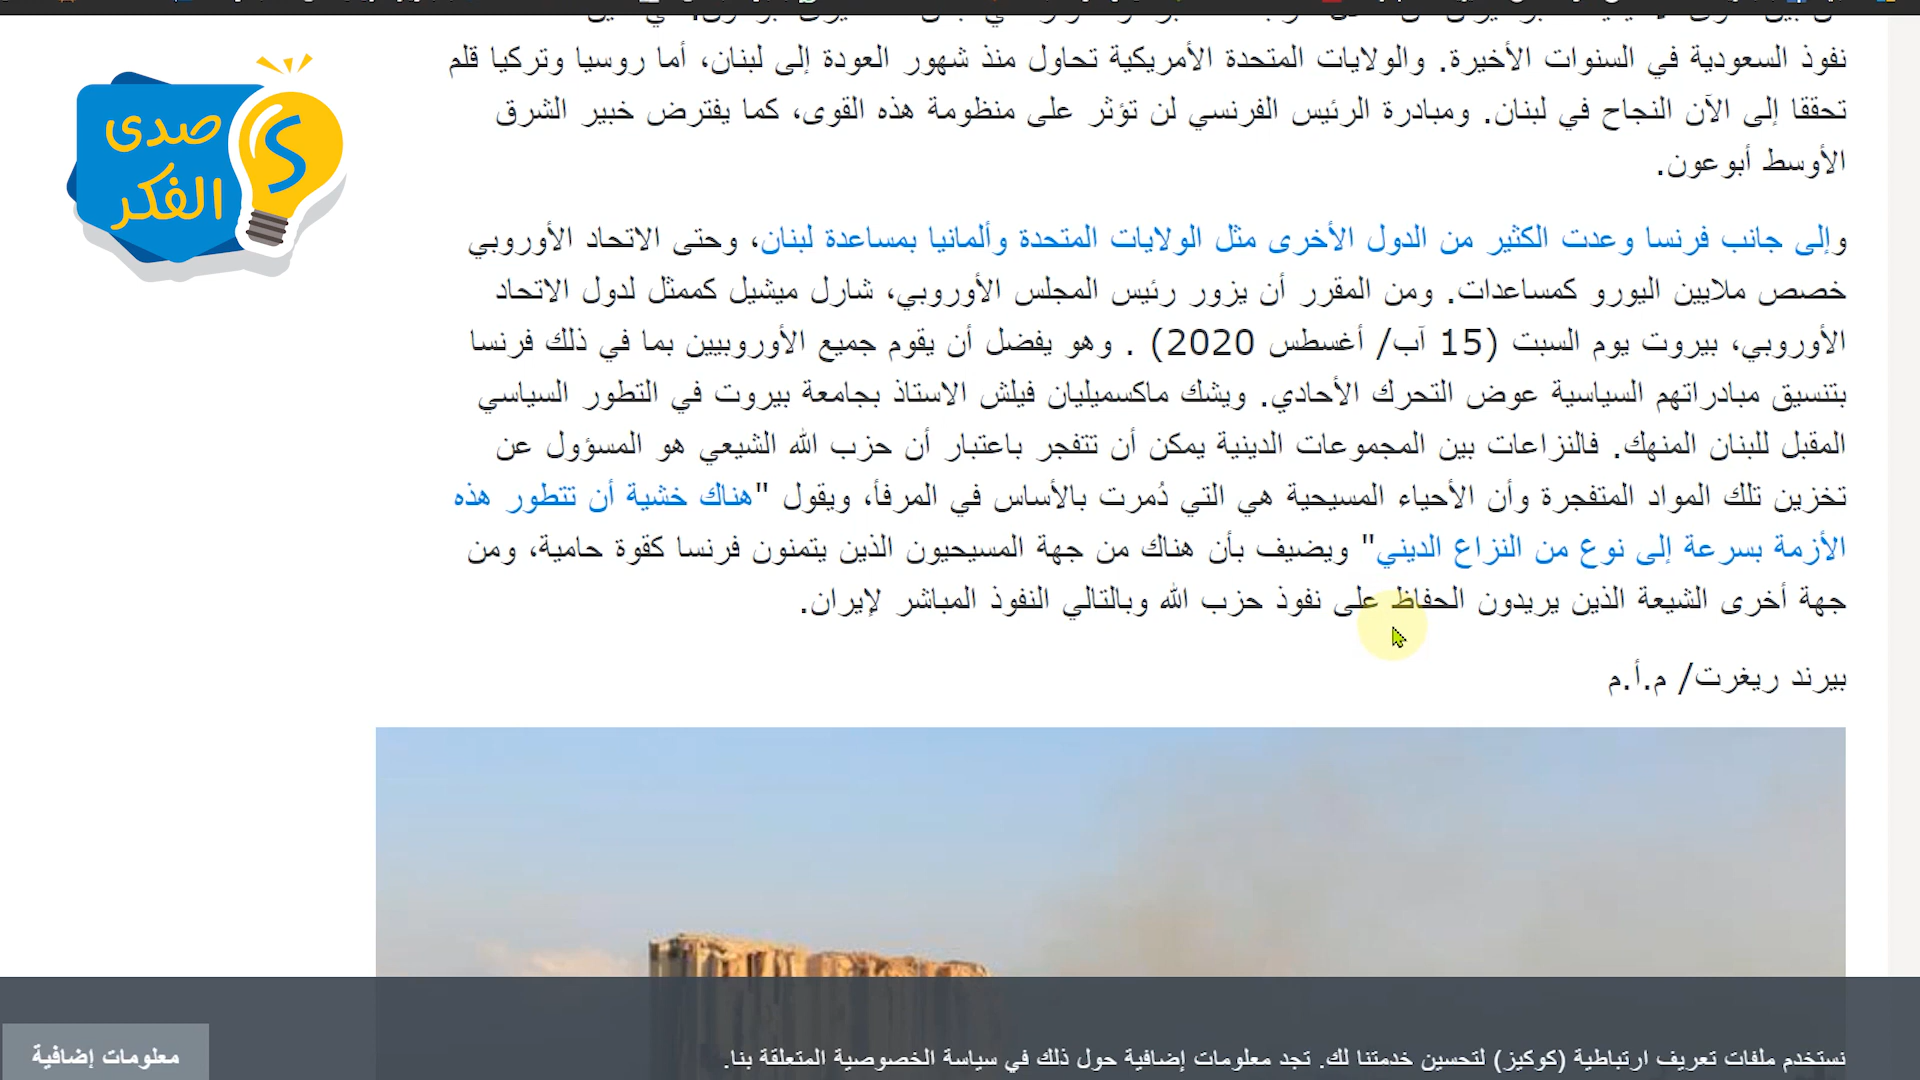 نفوذ السعودية في السنوات الأخيرة. والولايات المتحدة الأمريكية تحاول منذ شهور العودة إلى لبنان، أما روسيا وتركيا قلم
تحققا إلى الآن النجاح في لبنان. ومبادرة الرئيس الفرنسي لن تؤثر على منظومة هذه القوى، كما يفترض خبير الشرق
الأوسط أبوعون.
صدى
الفكر
وإلى جانب فرنسا وعدت الكثير من الدول الأخرى مثل الولايات المتحدة وألمانيا بمساعدة لبنان، وحتى الاتحاد الأوروبي
خصص ملايين اليورو كمساعدات. ومن المقرر أن يزور رئيس المجلس الأوروبي، شارل ميشيل كممثل لدول الاتحاد
الأوروبي، بيروت يوم السبت (15 آب/ أغسطس 2020) . وهو يفضل أن يقوم جميع الأوروبيين بما في ذلك فرنسا
بتنسيق مبادراتهم السياسية عوض التحرك الأحادي. ويشك ماكسميليان فيلش الاستاذ بجامعة بيروت في التطور السياسي
المقبل للبنان المنهك. فالنزاعات بين المجموعات الدينية يمكن أن تتفجر باعتبار أن حزب الله الشيعي هو المسؤول عن
تخزين تلك المواد المتفجرة وأن الأحياء المسيحية هي التي دُمرت بالأساس في المرفأ، ويقول "هناك خشية أن تتطور هذه
الأزمة بسرعة إلى نوع من النزاع الديني" ويضيف بأن هناك من جهة المسيحيون الذين يتمنون فرنسا كقوة حامية، ومن
جهة أخرى الشيعة الذين يريدون الحفاظ على نفوذ حزب الله وبالتالي النفوذ المباشر لإيران.
بيرند ريغرت/ م.أ.م
نستخدم ملفات تعريف ارتباطية (كوكيز) لتحسين خدمتنا لك. تجد معلومات إضافية حول ذلك في سياسة الخصوصية المتعلقة بنا.
معلومات إضافية